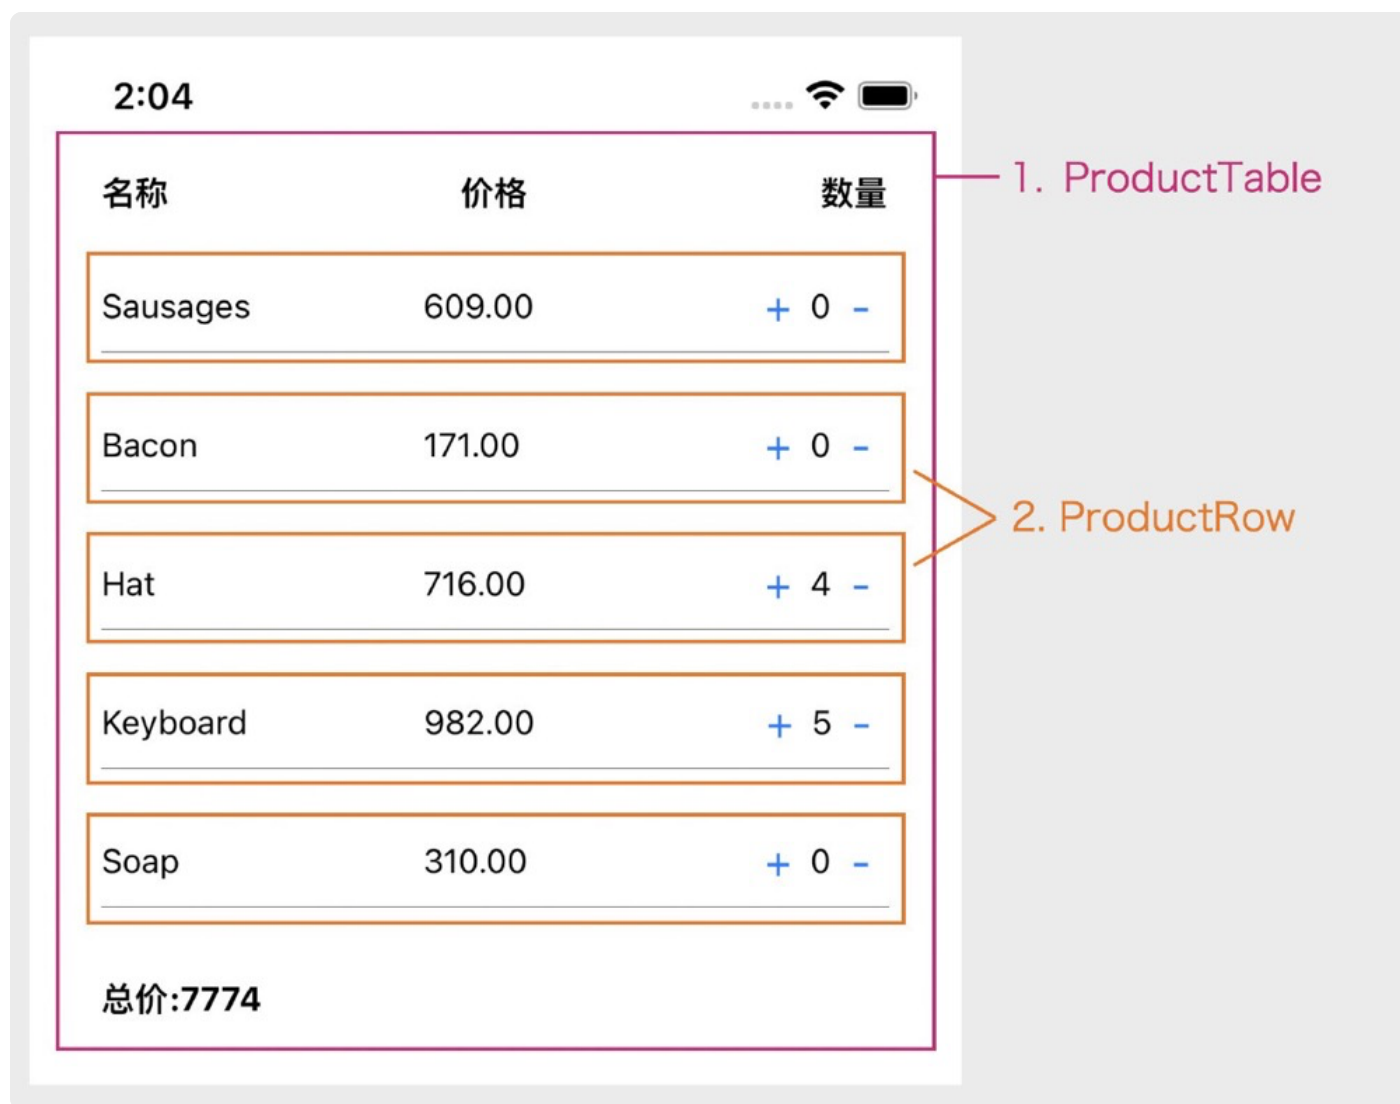 2:04
名称 价格 数量
1. ProductTable
Sausages 609.00 + 0 -
Bacon 171.00 + 0 -
2. ProductRow
Hat 716.00 + 4 -
Keyboard 982.00 + 5 -
Soap 310.00 + 0 -
总价:7774